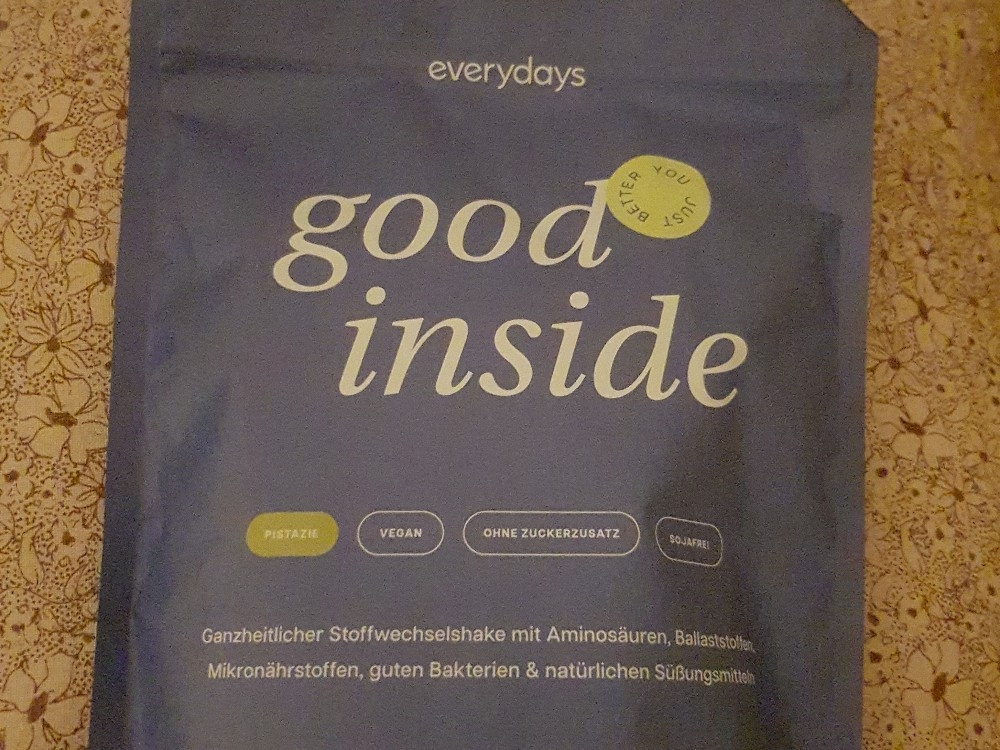 everydays
good
JUST BETTER YOU
inside
PISTAZIE
VEGAN
OHNE ZUCKERZUSATZ
SOJAFREI
Ganzheitlicher Stoffwechselshake mit Aminosäuren, Ballaststoffen,
Mikronährstoffen, guten Bakterien & natürlichen Süßungsmitteln